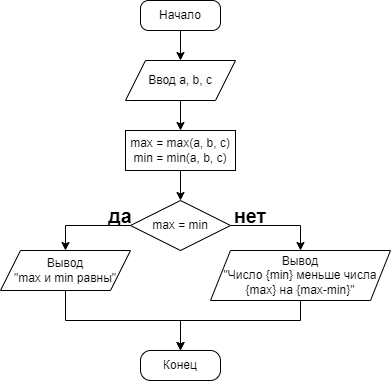 Начало
Ввод a, b, c
max = max(a, b, c)
min = min(a, b, c)
да
max = min
нет
Вывод
"max и min равны"
Вывод
"Число {min} меньше числа
{max} на {max-min}"
Конец